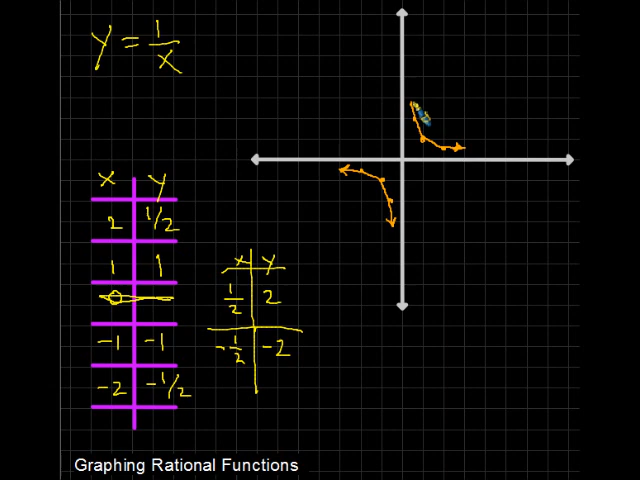 y = 1/x
x y
2 1/2
1 1
0
-1 -1
-2 -1/2
x y
1/2 2
-1/2 -2
Graphing Rational Functions